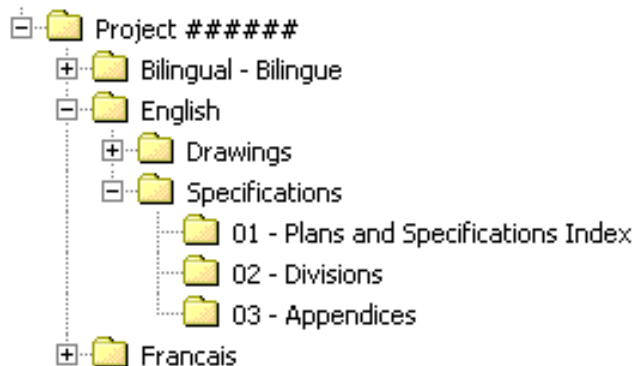 Project ######
Bilingual - Bilingue
English
Drawings
Specifications
01 - Plans and Specifications Index
02 - Divisions
03 - Appendices
Francais